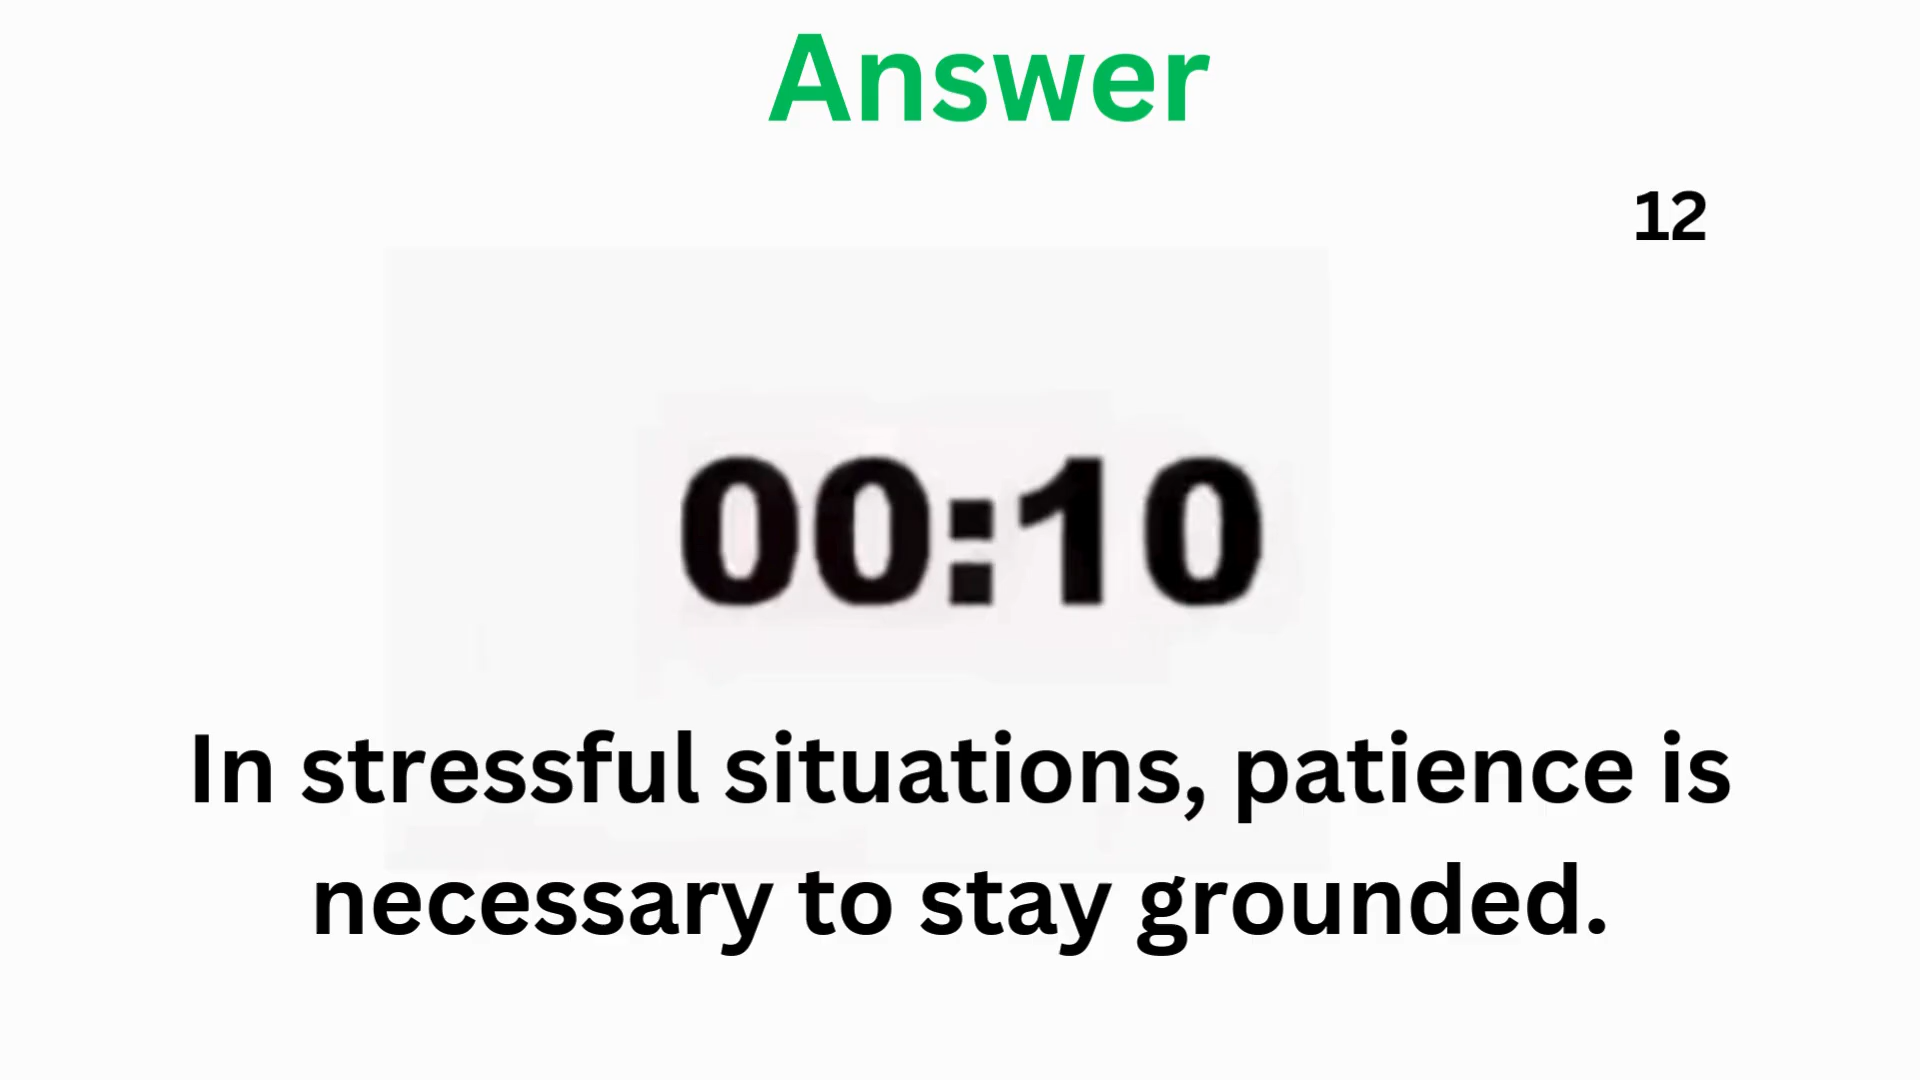 Answer
12
00:10
In stressful situations, patience is
necessary to stay grounded.